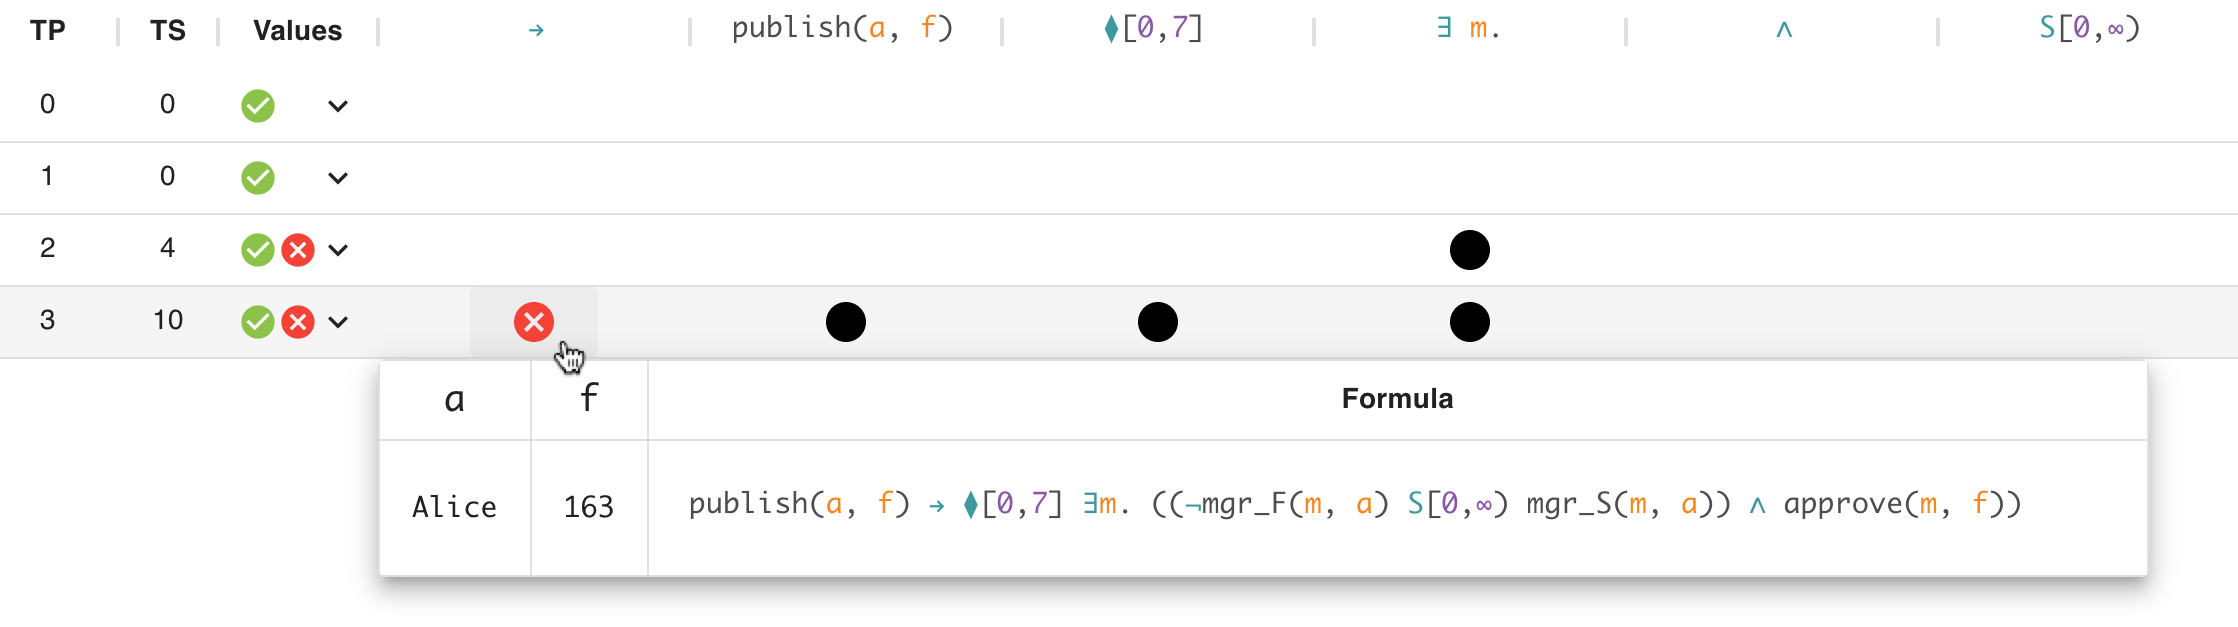 TP TS Values → publish(a, f) ⧫[0,7] ∃ m. ∧ S[0,∞)
0 0
1 0
2 4
3 10
a f Formula
Alice 163 publish(a, f) → ⧫[0,7] ∃m. ((¬mgr_F(m, a) S[0,∞) mgr_S(m, a)) ∧ approve(m, f))